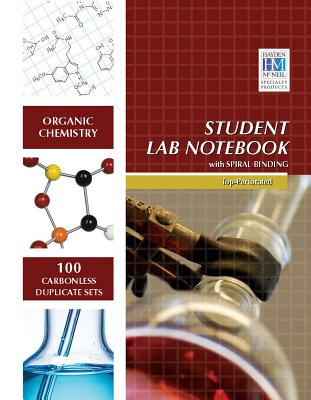 HAYDEN
HM
McNEIL
SPECIALTY
PRODUCTS
ORGANIC
CHEMISTRY
STUDENT
LAB NOTEBOOK
with SPIRAL BINDING
Top-Perforated
100
CARBONLESS
DUPLICATE SETS